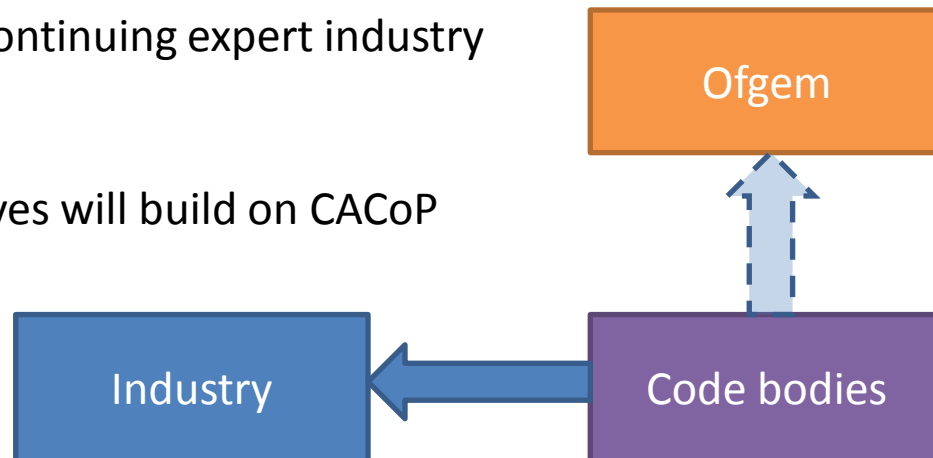 ontinuing expert industry
Ofgem
ves will build on CACoP
Industry
Code bodies